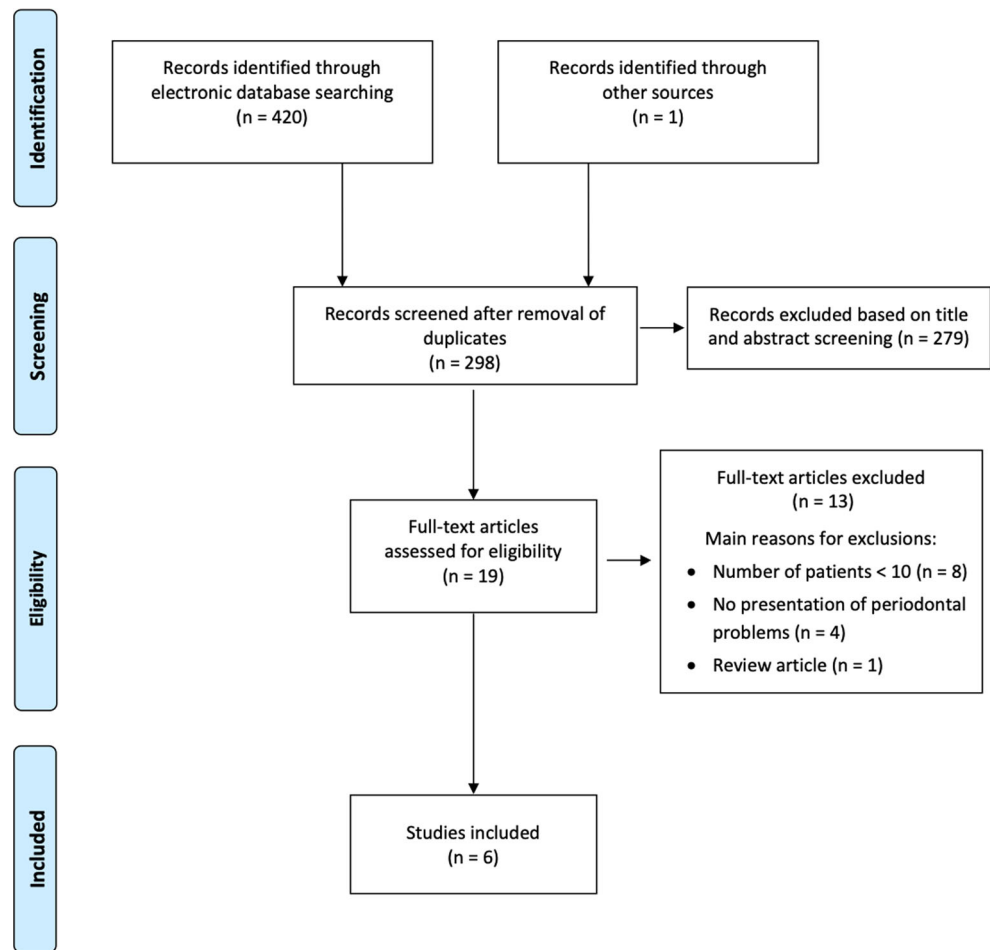 Identification
Records identified through
electronic database searching
(n = 420)
Records identified through
other sources
(n = 1)
Screening
Records screened after removal of
duplicates
(n = 298)
Records excluded based on title
and abstract screening (n = 279)
Eligibility
Full-text articles
assessed for eligibility
(n = 19)
Full-text articles excluded
(n = 13)
Main reasons for exclusions:
• Number of patients < 10 (n = 8)
• No presentation of periodontal
problems (n = 4)
• Review article (n = 1)
Included
Studies included
(n = 6)